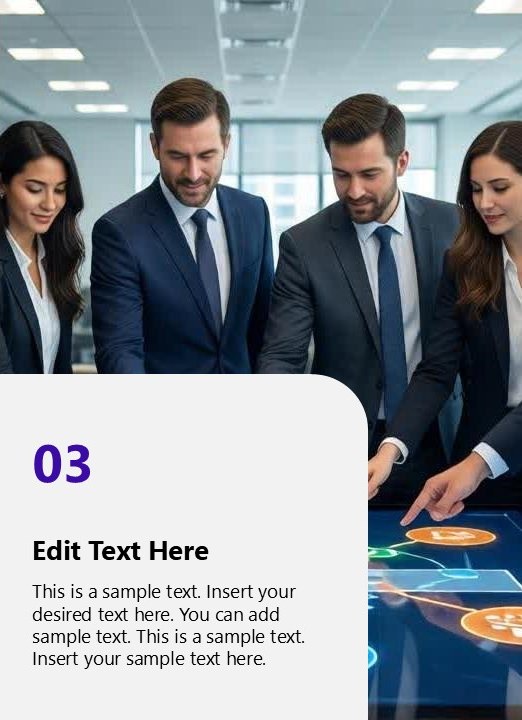 03
Edit Text Here
This is a sample text. Insert your
desired text here. You can add
sample text. This is a sample text.
Insert your sample text here.